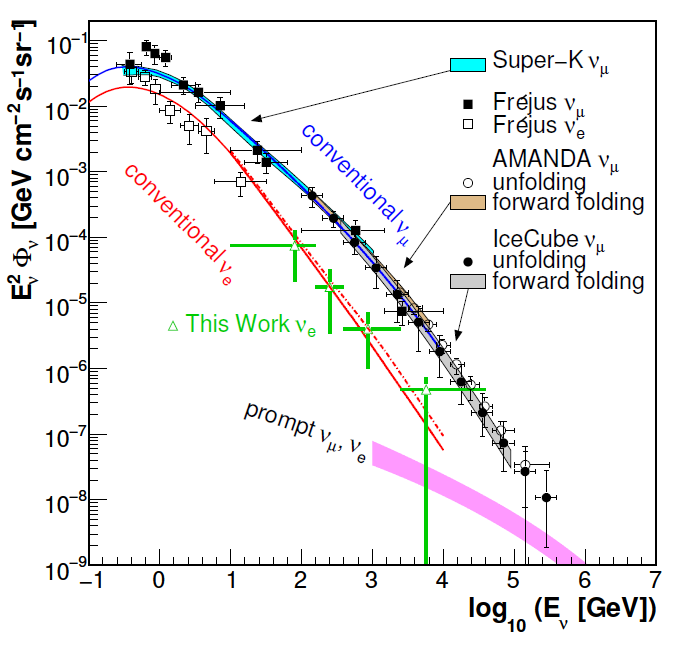 E²ᵥ Φᵥ [GeV cm⁻²s⁻¹sr⁻¹]
10⁻¹
10⁻²
10⁻³
10⁻⁴
10⁻⁵
10⁻⁶
10⁻⁷
10⁻⁸
10⁻⁹
Super−K νμ
Fréjus νμ
Fréjus νe
AMANDA νμ
unfolding
forward folding
IceCube νμ
unfolding
forward folding
conventional νμ
conventional νe
This Work νe
prompt νμ, νe
−1 0 1 2 3 4 5 6 7
log₁₀ (Eν [GeV])